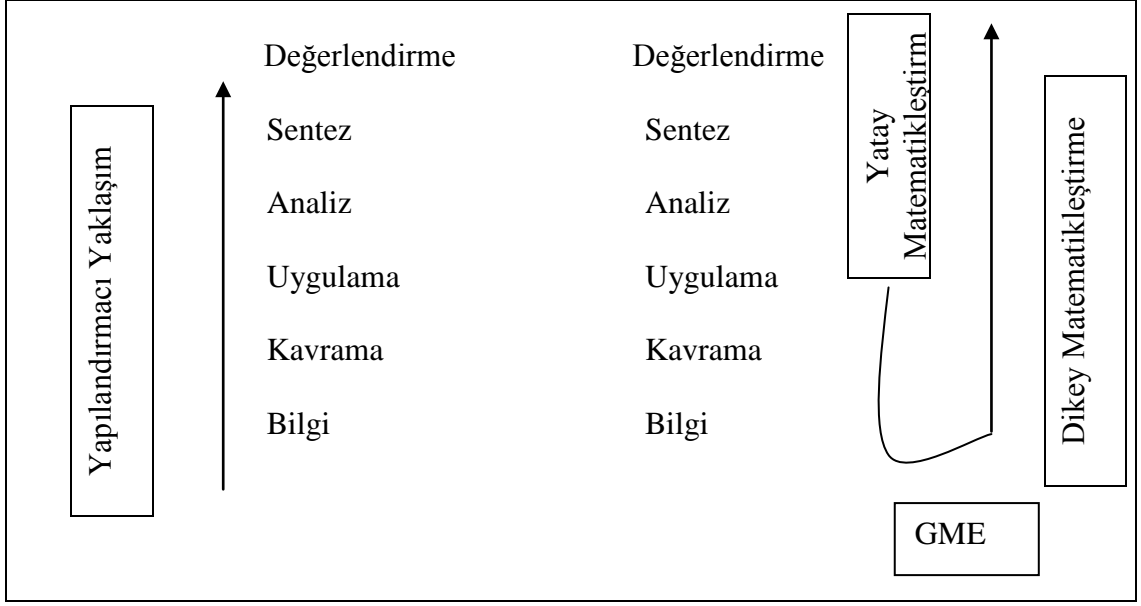 Yapılandırmacı Yaklaşım
Değerlendirme
Sentez
Analiz
Uygulama
Kavrama
Bilgi
Değerlendirme
Sentez
Analiz
Uygulama
Kavrama
Bilgi
Yatay
Matematikleştirm
Dikey Matematikleştirme
GME